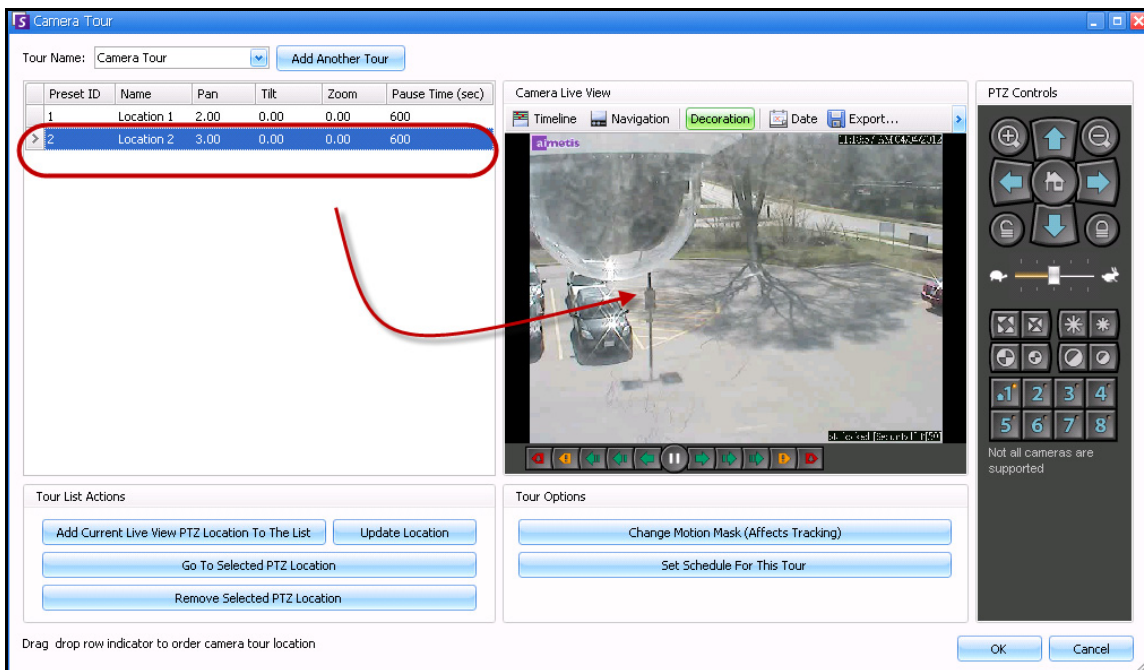 Camera Tour
Tour Name: Camera Tour Add Another Tour
Preset ID Name Pan Tilt Zoom Pause Time (sec)
1 Location 1 2.00 0.00 0.00 600
2 Location 2 3.00 0.00 0.00 600
Camera Live View
Timeline Navigation Decoration Date Export...
aimetis
PTZ Controls
1 2 3 4
5 6 7 8
Not all cameras are
supported
Tour List Actions
Add Current Live View PTZ Location To The List Update Location
Go To Selected PTZ Location
Remove Selected PTZ Location
Tour Options
Change Motion Mask (Affects Tracking)
Set Schedule For This Tour
Drag drop row indicator to order camera tour location
OK Cancel